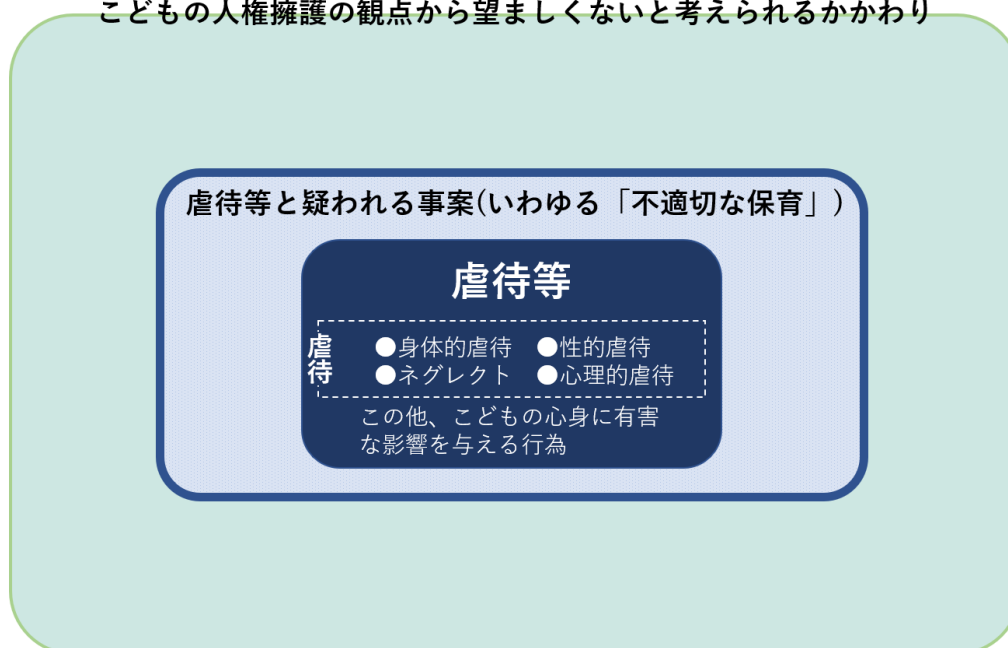 こどもの人権擁護の観点から望ましくないと考えられるかかわり
虐待等と疑われる事案(いわゆる「不適切な保育」)
虐待等
虐待
●身体的虐待 ●性的虐待
●ネグレクト ●心理的虐待
この他、こどもの心身に有害
な影響を与える行為